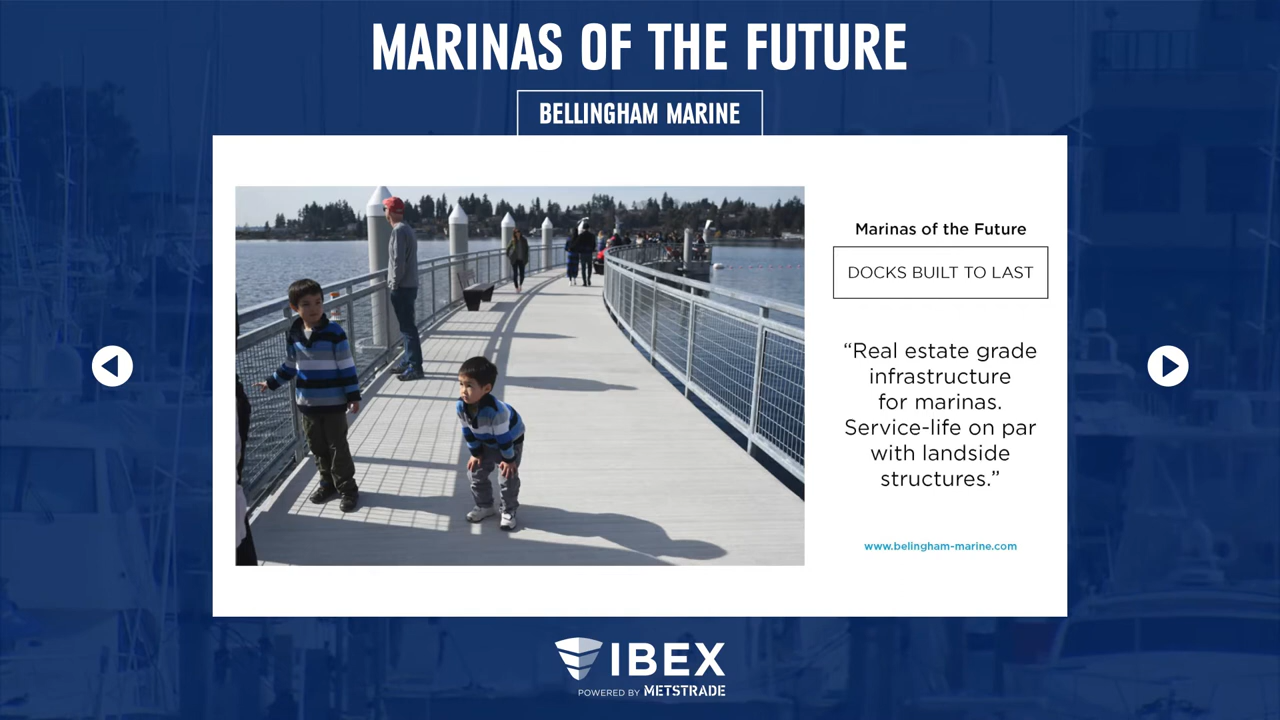 MARINAS OF THE FUTURE
BELLINGHAM MARINE
Marinas of the Future
DOCKS BUILT TO LAST
“Real estate grade
infrastructure
for marinas.
Service-life on par
with landside
structures.”
www.belingham-marine.com
IBEX
POWERED BY METSTRADE